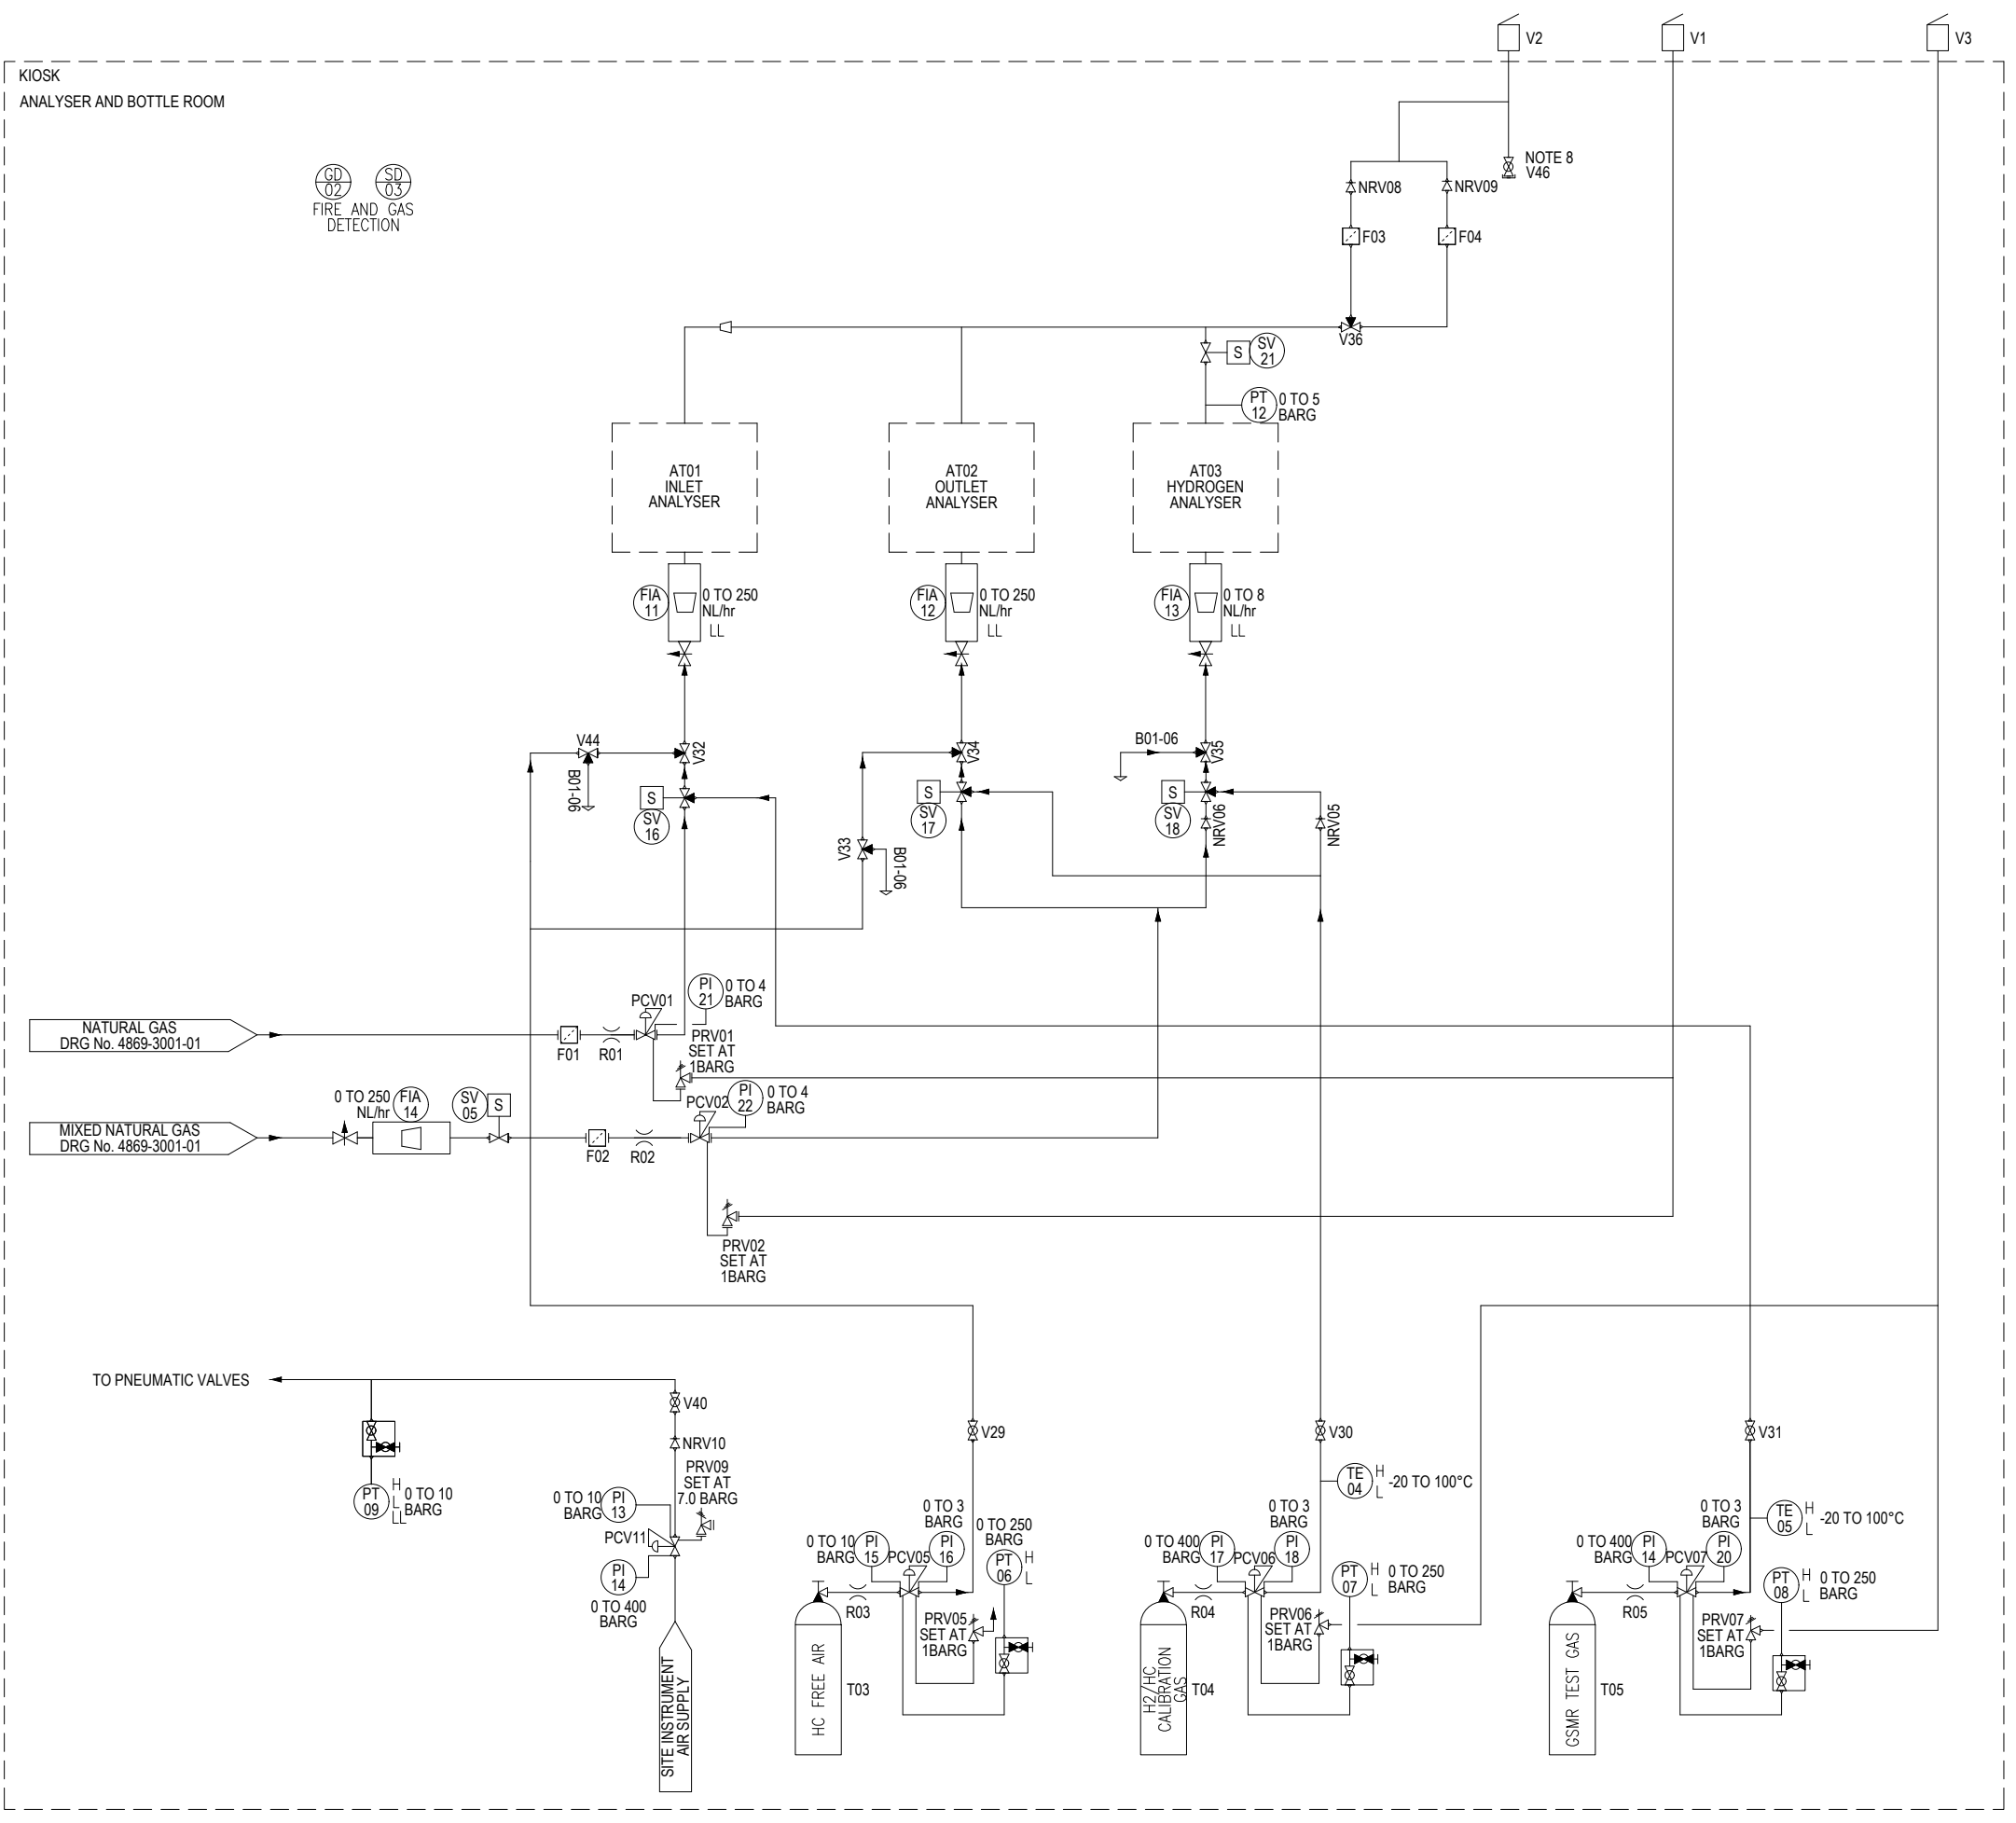 V2
V1
V3
KIOSK
ANALYSER AND BOTTLE ROOM
GD
02
SD
03
FIRE AND GAS
DETECTION
NOTE 8
V46
NRV08
NRV09
F03
F04
V36
S
SV
21
PT
12
0 TO 5
BARG
AT01
INLET
ANALYSER
AT02
OUTLET
ANALYSER
AT03
HYDROGEN
ANALYSER
FIA
11
0 TO 250
NL/hr
LL
FIA
12
0 TO 250
NL/hr
LL
FIA
13
0 TO 8
NL/hr
LL
V44
B01-06
V32
S
SV
16
V34
S
SV
17
V33
B01-06
B01-06
V35
S
SV
18
NRV06
NRV05
NATURAL GAS
DRG No. 4869-3001-01
F01
R01
PCV01
PI
21
0 TO 4
BARG
PRV01
SET AT
1BARG
MIXED NATURAL GAS
DRG No. 4869-3001-01
0 TO 250
NL/hr
FIA
14
SV
05
S
F02
R02
PCV02
PI
22
0 TO 4
BARG
PRV02
SET AT
1BARG
TO PNEUMATIC VALVES
V40
NRV10
PRV09
SET AT
7.0 BARG
PT
09
H
L
LL
0 TO 10
BARG
0 TO 10
BARG
PI
13
PCV11
PI
14
0 TO 400
BARG
SITE INSTRUMENT
AIR SUPPLY
V29
0 TO 3
BARG
0 TO 10
BARG
PI
15
PCV05
PI
16
0 TO 250
BARG
PT
06
H
L
R03
PRV05
SET AT
1BARG
HC FREE AIR
T03
V30
TE
04
H
L
-20 TO 100°C
0 TO 3
BARG
0 TO 400
BARG
PI
17
PCV06
PI
18
PT
07
H
L
0 TO 250
BARG
R04
PRV06
SET AT
1BARG
H2/HC
CALIBRATION
GAS
T04
V31
TE
05
H
L
-20 TO 100°C
0 TO 3
BARG
0 TO 400
BARG
PI
14
PCV07
PI
20
PT
08
H
L
0 TO 250
BARG
R05
PRV07
SET AT
1BARG
GSMR TEST GAS
T05